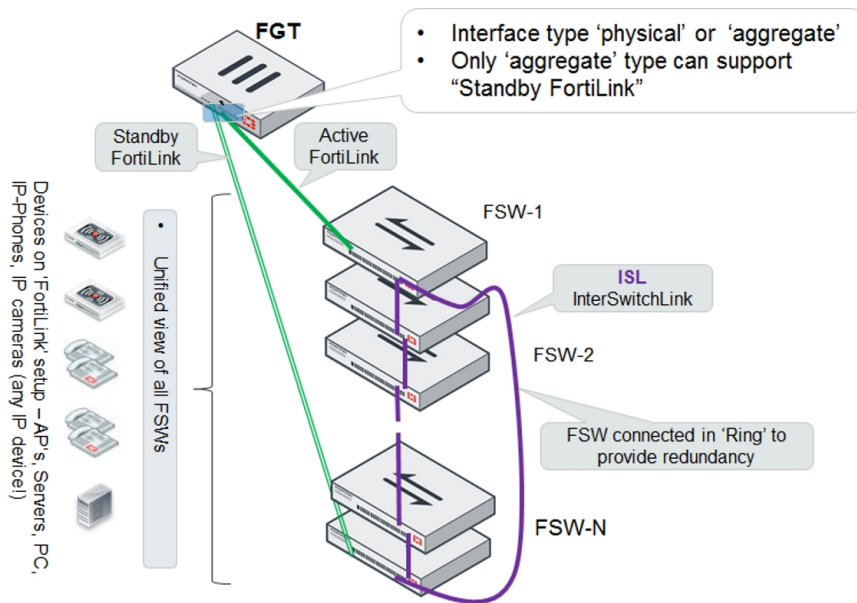 FGT
• Interface type ‘physical’ or ‘aggregate’
• Only ‘aggregate’ type can support
“Standby FortiLink”
Standby
FortiLink
Active
FortiLink
FSW-1
ISL
InterSwitchLink
FSW-2
FSW connected in ‘Ring’ to
provide redundancy
FSW-N
• Unified view of all FSWs
Devices on ‘FortiLink’ setup – AP’s, Servers, PC,
IP-Phones, IP cameras (any IP device!)